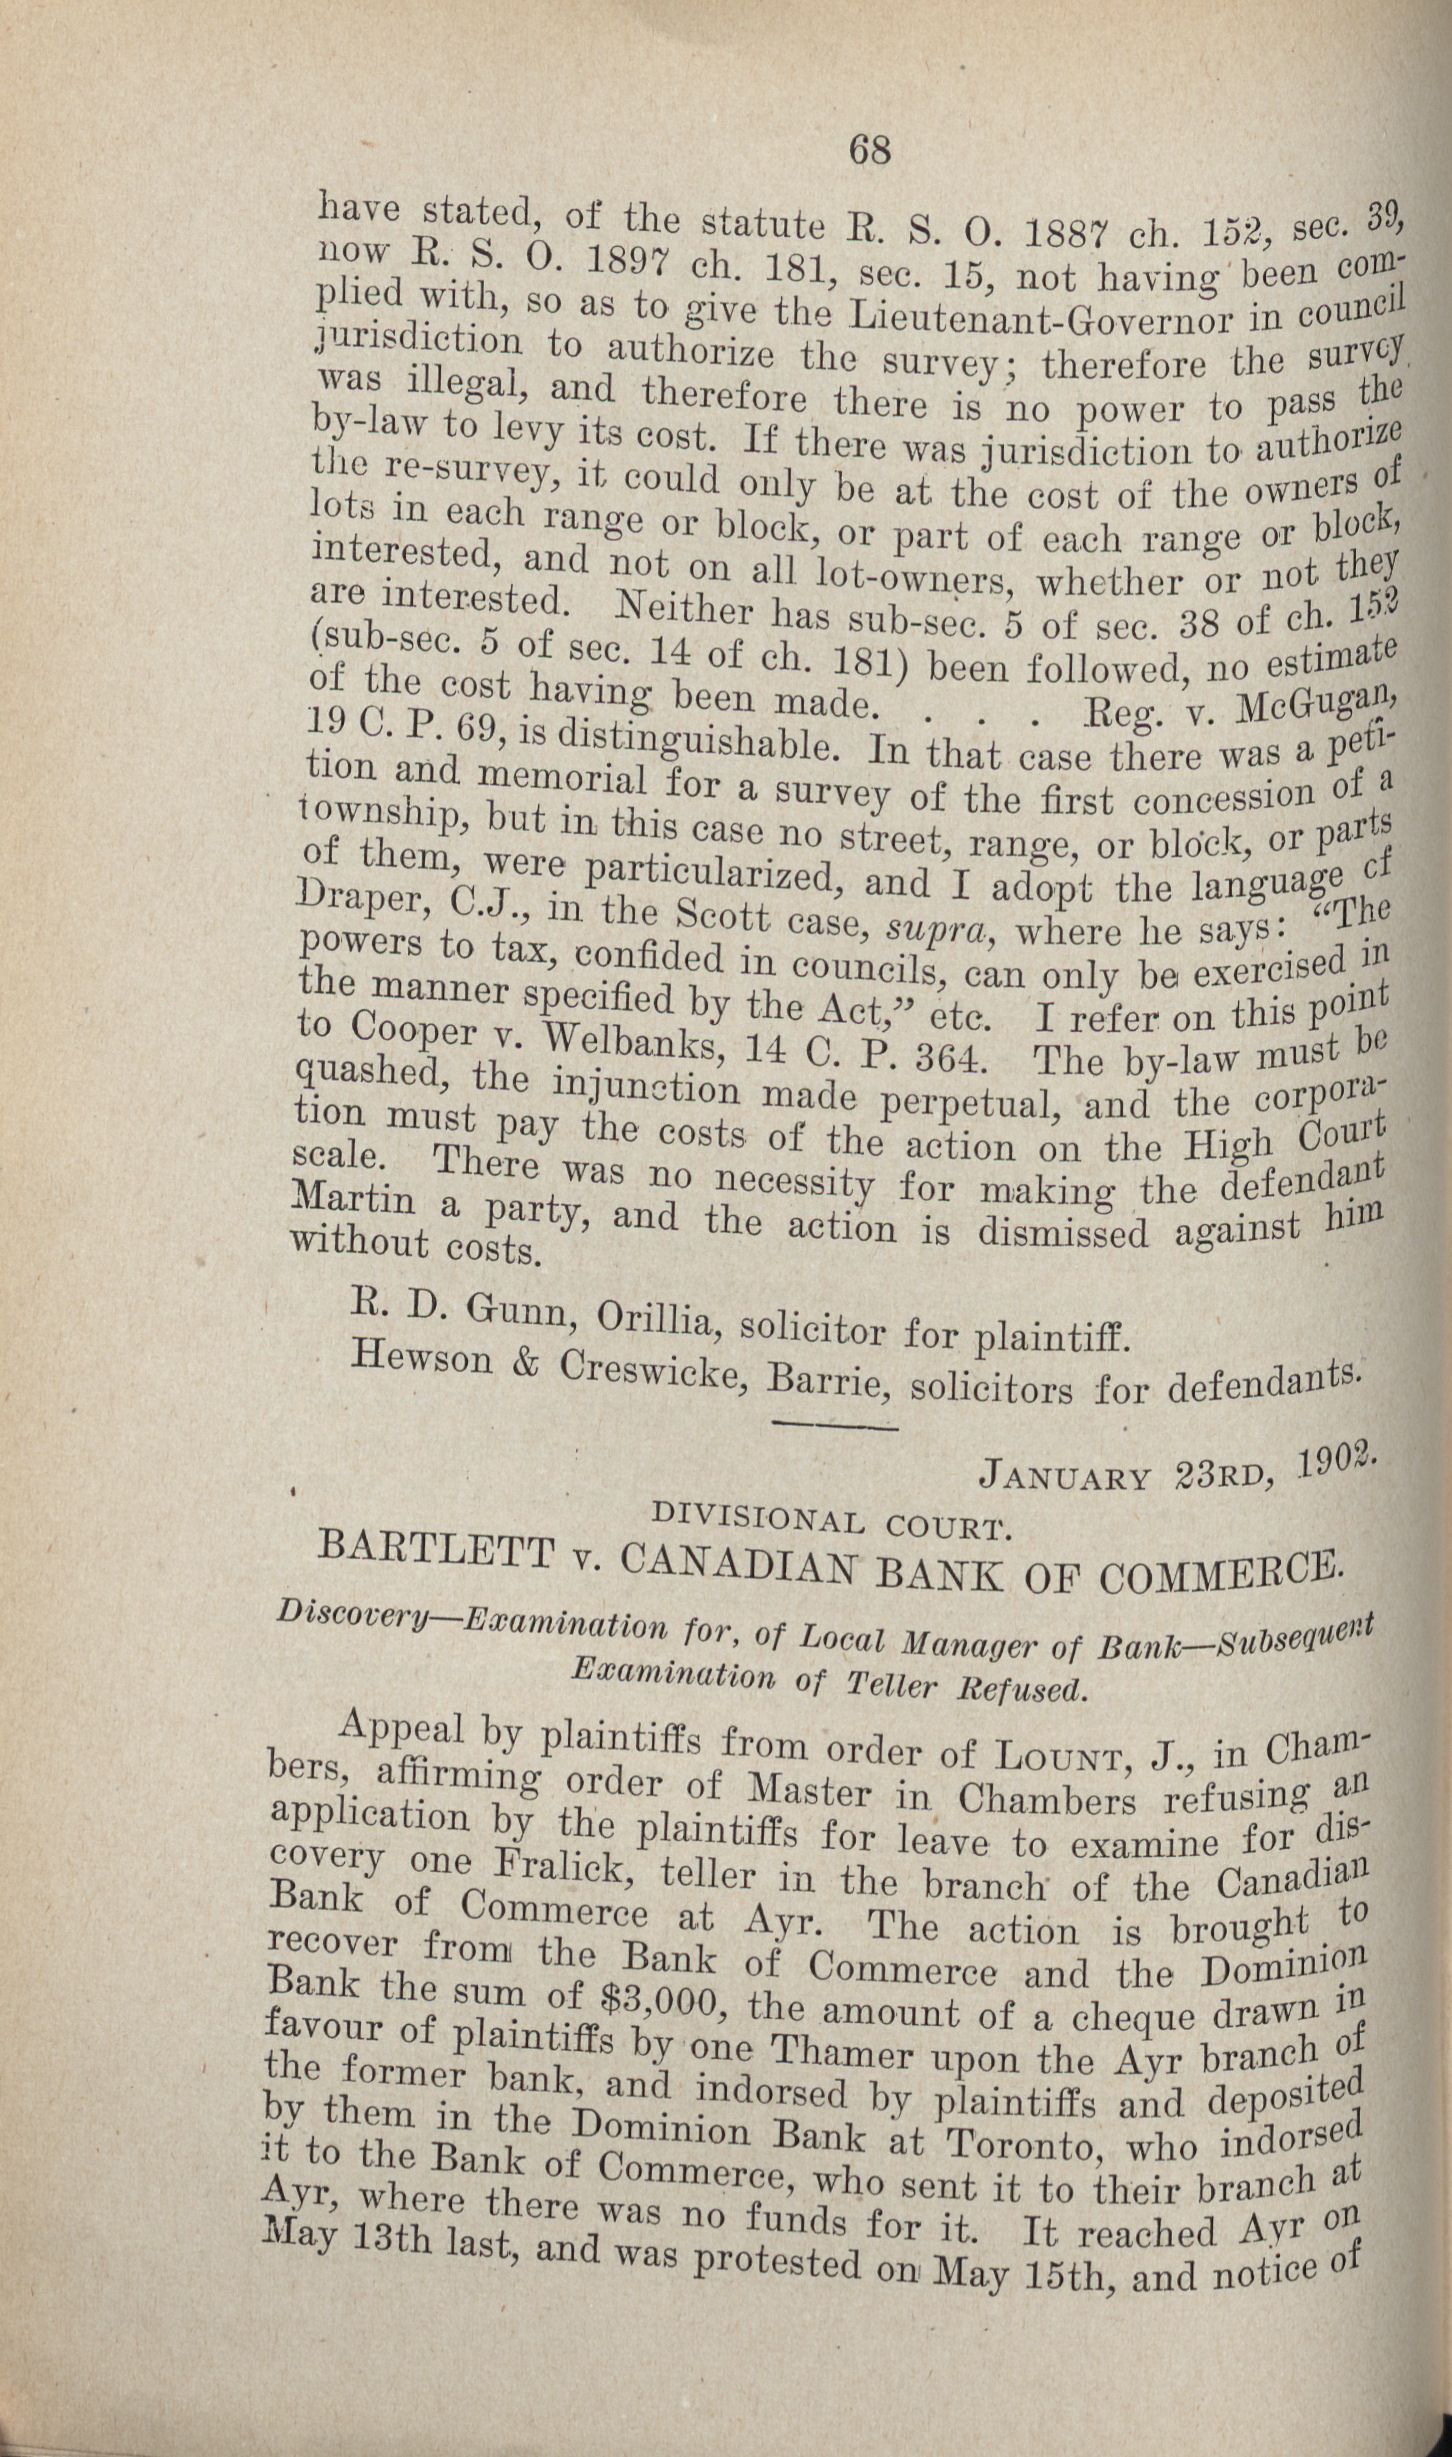 68
have stated, of the statute R. S. O. 1887 ch. 152, sec. 39,
now R. S. O. 1897 ch. 181, sec. 15, not having been com-
plied with, so as to give the Lieutenant-Governor in council
jurisdiction to authorize the survey; therefore the survey
was illegal, and therefore there is no power to pass the
by-law to levy its cost. If there was jurisdiction to authorize
the re-survey, it could only be at the cost of the owners of
lots in each range or block, or part of each range or block,
interested, and not on all lot-owners, whether or not they
are interested. Neither has sub-sec. 5 of sec. 38 of ch. 152
(sub-sec. 5 of sec. 14 of ch. 181) been followed, no estimate
of the cost having been made. . . . Reg. v. McGugan,
19 C. P. 69, is distinguishable. In that case there was a peti-
tion and memorial for a survey of the first concession of a
township, but in this case no street, range, or block, or parts
of them, were particularized, and I adopt the language of
Draper, C.J., in the Scott case, supra, where he says: “The
powers to tax, confided in councils, can only be exercised in
the manner specified by the Act,” etc. I refer on this point
to Cooper v. Welbanks, 14 C. P. 364. The by-law must be
quashed, the injunction made perpetual, and the corpora-
tion must pay the costs of the action on the High Court
scale. There was no necessity for making the defendant
Martin a party, and the action is dismissed against him
without costs.
R. D. Gunn, Orillia, solicitor for plaintiff.
Hewson & Creswicke, Barrie, solicitors for defendants.
JANUARY 23RD, 1902.
DIVISIONAL COURT.
BARTLETT v. CANADIAN BANK OF COMMERCE.
Discovery—Examination for, of Local Manager of Bank—Subsequent
Examination of Teller Refused.
Appeal by plaintiffs from order of LOUNT, J., in Cham-
bers, affirming order of Master in Chambers refusing an
application by the plaintiffs for leave to examine for dis-
covery one Fralick, teller in the branch of the Canadian
Bank of Commerce at Ayr. The action is brought to
recover from the Bank of Commerce and the Dominion
Bank the sum of $3,000, the amount of a cheque drawn in
favour of plaintiffs by one Thamer upon the Ayr branch of
the former bank, and indorsed by plaintiffs and deposited
by them in the Dominion Bank at Toronto, who indorsed
it to the Bank of Commerce, who sent it to their branch at
Ayr, where there was no funds for it. It reached Ayr on
May 13th last, and was protested on May 15th, and notice of